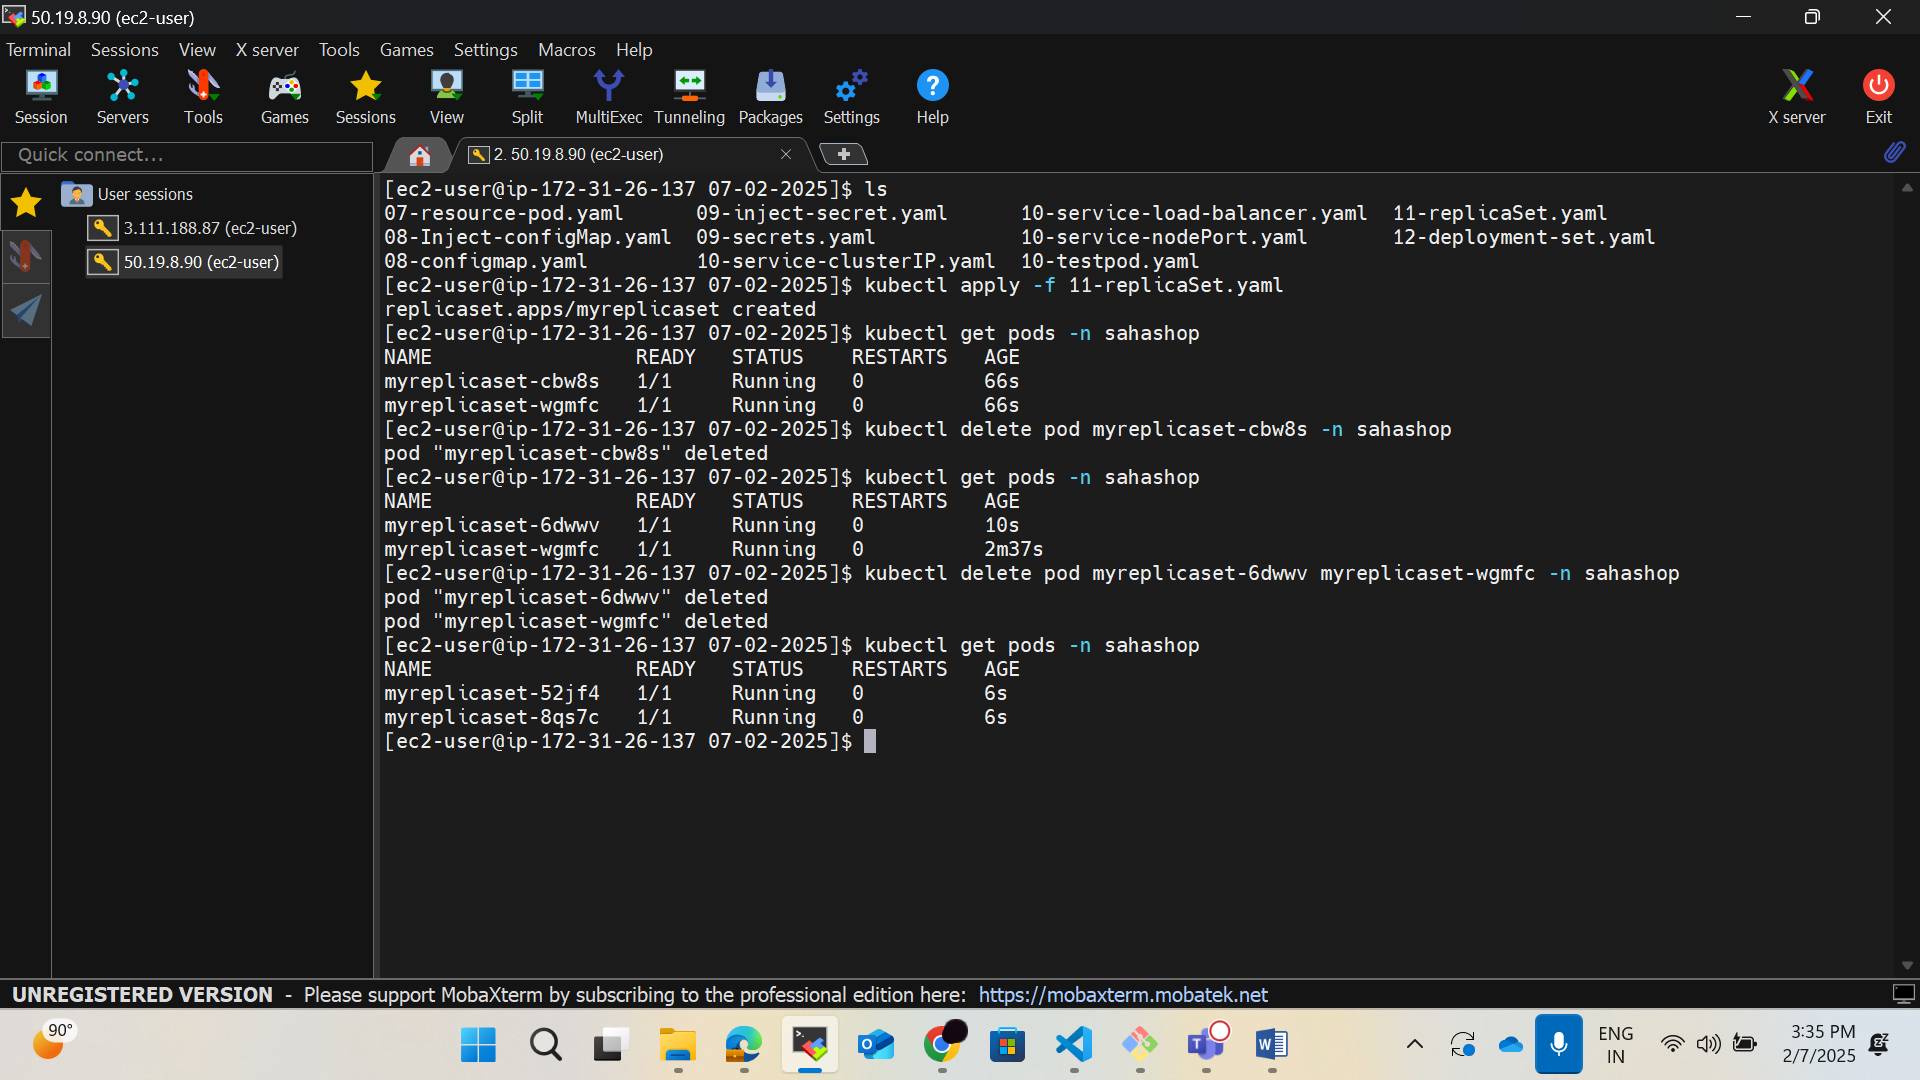 50.19.8.90 (ec2-user)
Terminal Sessions View X server Tools Games Settings Macros Help
Session Servers Tools Games Sessions View Split MultiExec Tunneling Packages Settings Help X server Exit
Quick connect...
2. 50.19.8.90 (ec2-user)
User sessions
3.111.188.87 (ec2-user)
50.19.8.90 (ec2-user)
[ec2-user@ip-172-31-26-137 07-02-2025]$ ls
07-resource-pod.yaml 09-inject-secret.yaml 10-service-load-balancer.yaml 11-replicaSet.yaml
08-Inject-configMap.yaml 09-secrets.yaml 10-service-nodePort.yaml 12-deployment-set.yaml
08-configmap.yaml 10-service-clusterIP.yaml 10-testpod.yaml
[ec2-user@ip-172-31-26-137 07-02-2025]$ kubectl apply -f 11-replicaSet.yaml
replicaset.apps/myreplicaset created
[ec2-user@ip-172-31-26-137 07-02-2025]$ kubectl get pods -n sahashop
NAME READY STATUS RESTARTS AGE
myreplicaset-cbw8s 1/1 Running 0 66s
myreplicaset-wgmfc 1/1 Running 0 66s
[ec2-user@ip-172-31-26-137 07-02-2025]$ kubectl delete pod myreplicaset-cbw8s -n sahashop
pod "myreplicaset-cbw8s" deleted
[ec2-user@ip-172-31-26-137 07-02-2025]$ kubectl get pods -n sahashop
NAME READY STATUS RESTARTS AGE
myreplicaset-6dwwv 1/1 Running 0 10s
myreplicaset-wgmfc 1/1 Running 0 2m37s
[ec2-user@ip-172-31-26-137 07-02-2025]$ kubectl delete pod myreplicaset-6dwwv myreplicaset-wgmfc -n sahashop
pod "myreplicaset-6dwwv" deleted
pod "myreplicaset-wgmfc" deleted
[ec2-user@ip-172-31-26-137 07-02-2025]$ kubectl get pods -n sahashop
NAME READY STATUS RESTARTS AGE
myreplicaset-52jf4 1/1 Running 0 6s
myreplicaset-8qs7c 1/1 Running 0 6s
[ec2-user@ip-172-31-26-137 07-02-2025]$
UNREGISTERED VERSION - Please support MobaXterm by subscribing to the professional edition here: https://mobaxterm.mobatek.net
90°
ENG
IN
3:35 PM
2/7/2025